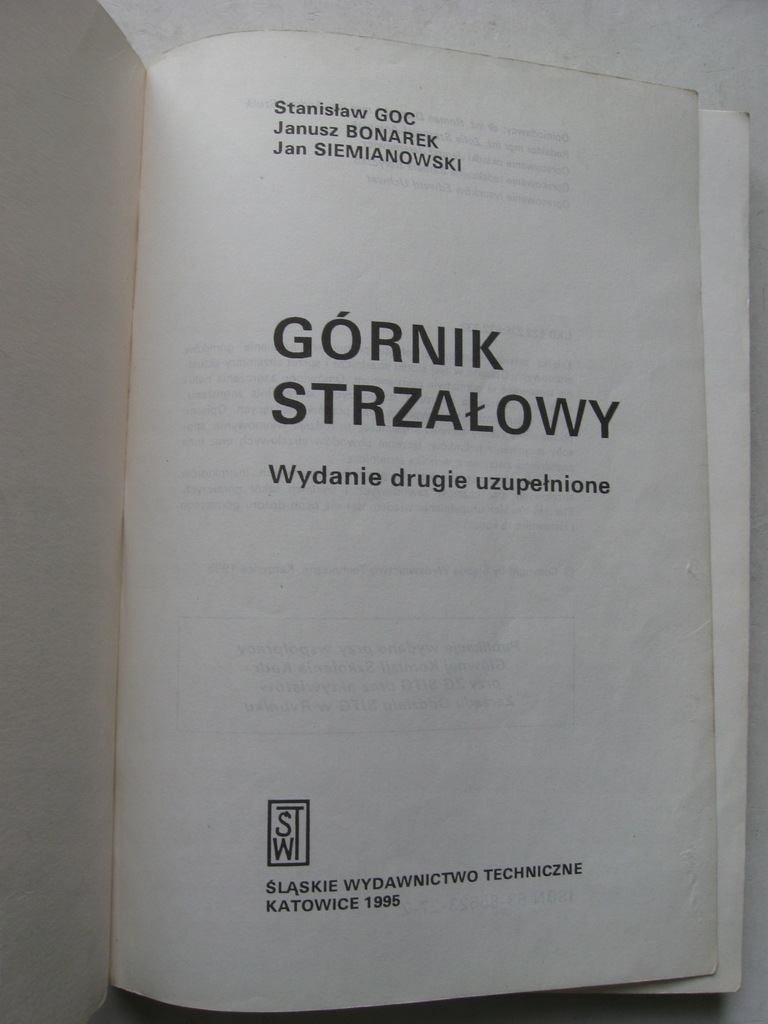 Stanisław GOC
Janusz BONAREK
Jan SIEMIANOWSKI
GÓRNIK
STRZAŁOWY
Wydanie drugie uzupełnione
ŚTW
ŚLĄSKIE WYDAWNICTWO TECHNICZNE
KATOWICE 1995